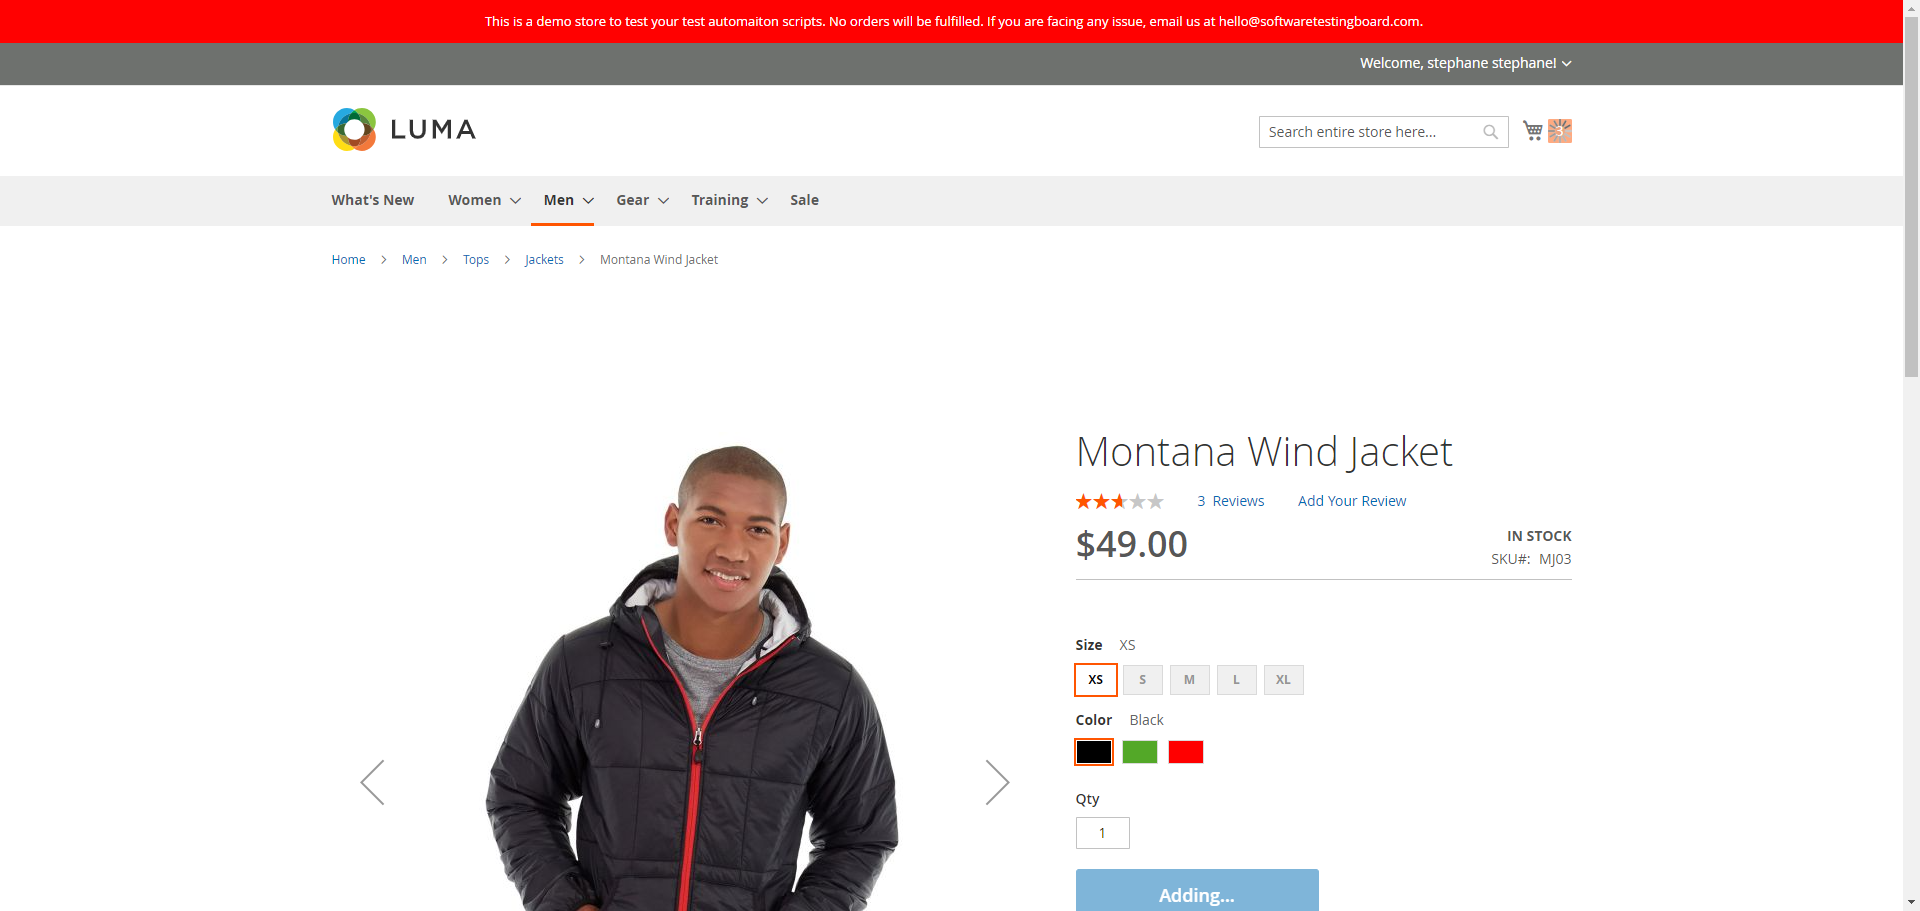 This is a demo store to test your test automaiton scripts. No orders will be fulfilled. If you are facing any issue, email us at hello@softwaretestingboard.com.
Welcome, stephane stephane!
LUMA
Search entire store here...
3
What's New Women Men Gear Training Sale
Home Men Tops Jackets Montana Wind Jacket
Montana Wind Jacket
3 Reviews Add Your Review
$49.00
IN STOCK
SKU#: MJ03
Size XS
XS S M L XL
Color Black
Qty
1
Adding...